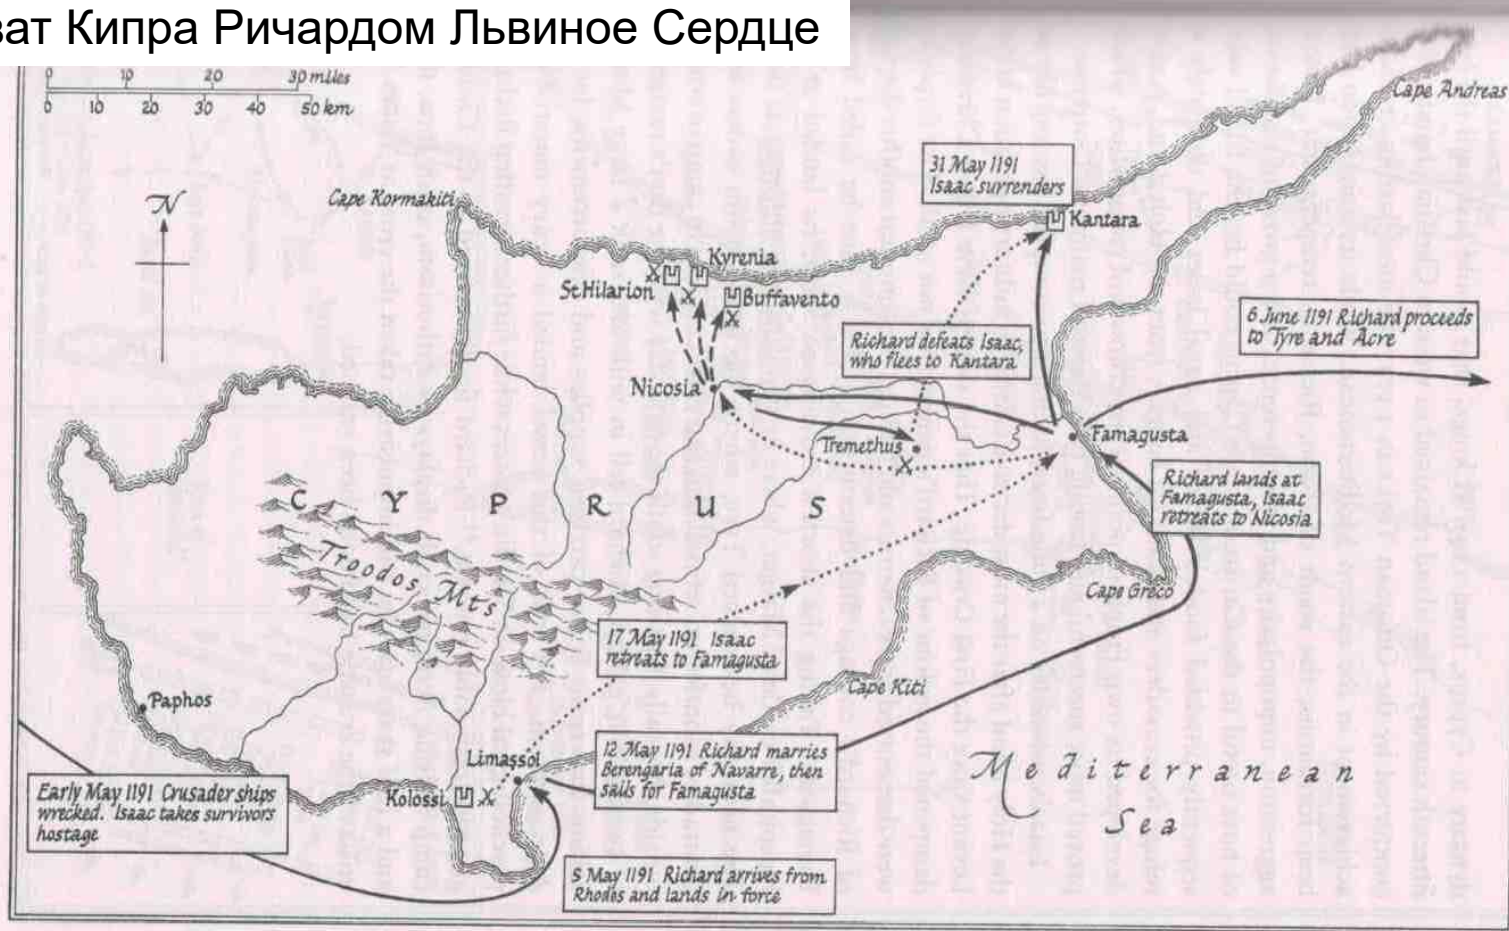 ват Кипра Ричардом Львиное Сердце
0 10 20 30 miles
0 10 20 30 40 50 km
N
Cape Andreas
Cape Kormakiti
31 May 1191
Isaac surrenders
Kantara
Kyrenia
St Hilarion
Buffavento
6 June 1191 Richard proceeds
to Tyre and Acre
Richard defeats Isaac,
who flees to Kantara
Nicosia
Tremethus
Famagusta
Richard lands at
Famagusta, Isaac
retreats to Nicosia
CYPRUS
Troodos Mts
Cape Greco
17 May 1191 Isaac
retreats to Famagusta
Cape Kiti
Paphos
Limassol
12 May 1191 Richard marries
Berengaria of Navarre, then
sails for Famagusta
Mediterranean
Sea
Early May 1191 Crusader ships
wrecked. Isaac takes survivors
hostage
Kolossi
5 May 1191 Richard arrives from
Rhodes and lands in force